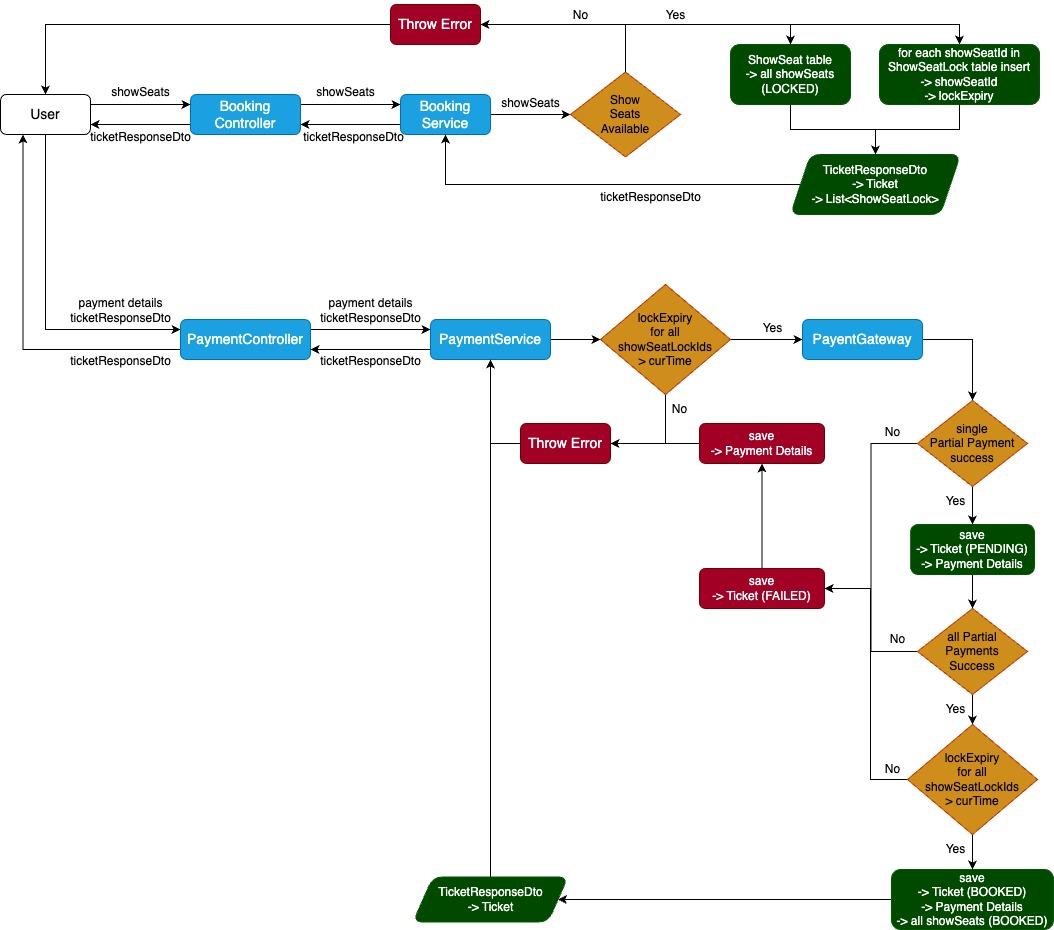 Throw Error
No
Yes
ShowSeat table
-> all showSeats
(LOCKED)
for each showSeatId in
ShowSeatLock table insert
-> showSeatId
-> lockExpiry
User
showSeats
ticketResponseDto
Booking
Controller
showSeats
ticketResponseDto
Booking
Service
showSeats
Show
Seats
Available
TicketResponseDto
-> Ticket
-> List<ShowSeatLock>
ticketResponseDto
payment details
ticketResponseDto
ticketResponseDto
PaymentController
payment details
ticketResponseDto
ticketResponseDto
PaymentService
lockExpiry
for all
showSeatLockIds
> curTime
Yes
PayentGateway
No
Throw Error
save
-> Payment Details
No
single
Partial Payment
success
Yes
save
-> Ticket (PENDING)
-> Payment Details
save
-> Ticket (FAILED)
No
all Partial
Payments
Success
Yes
No
lockExpiry
for all
showSeatLockIds
> curTime
Yes
save
-> Ticket (BOOKED)
-> Payment Details
-> all showSeats (BOOKED)
TicketResponseDto
-> Ticket